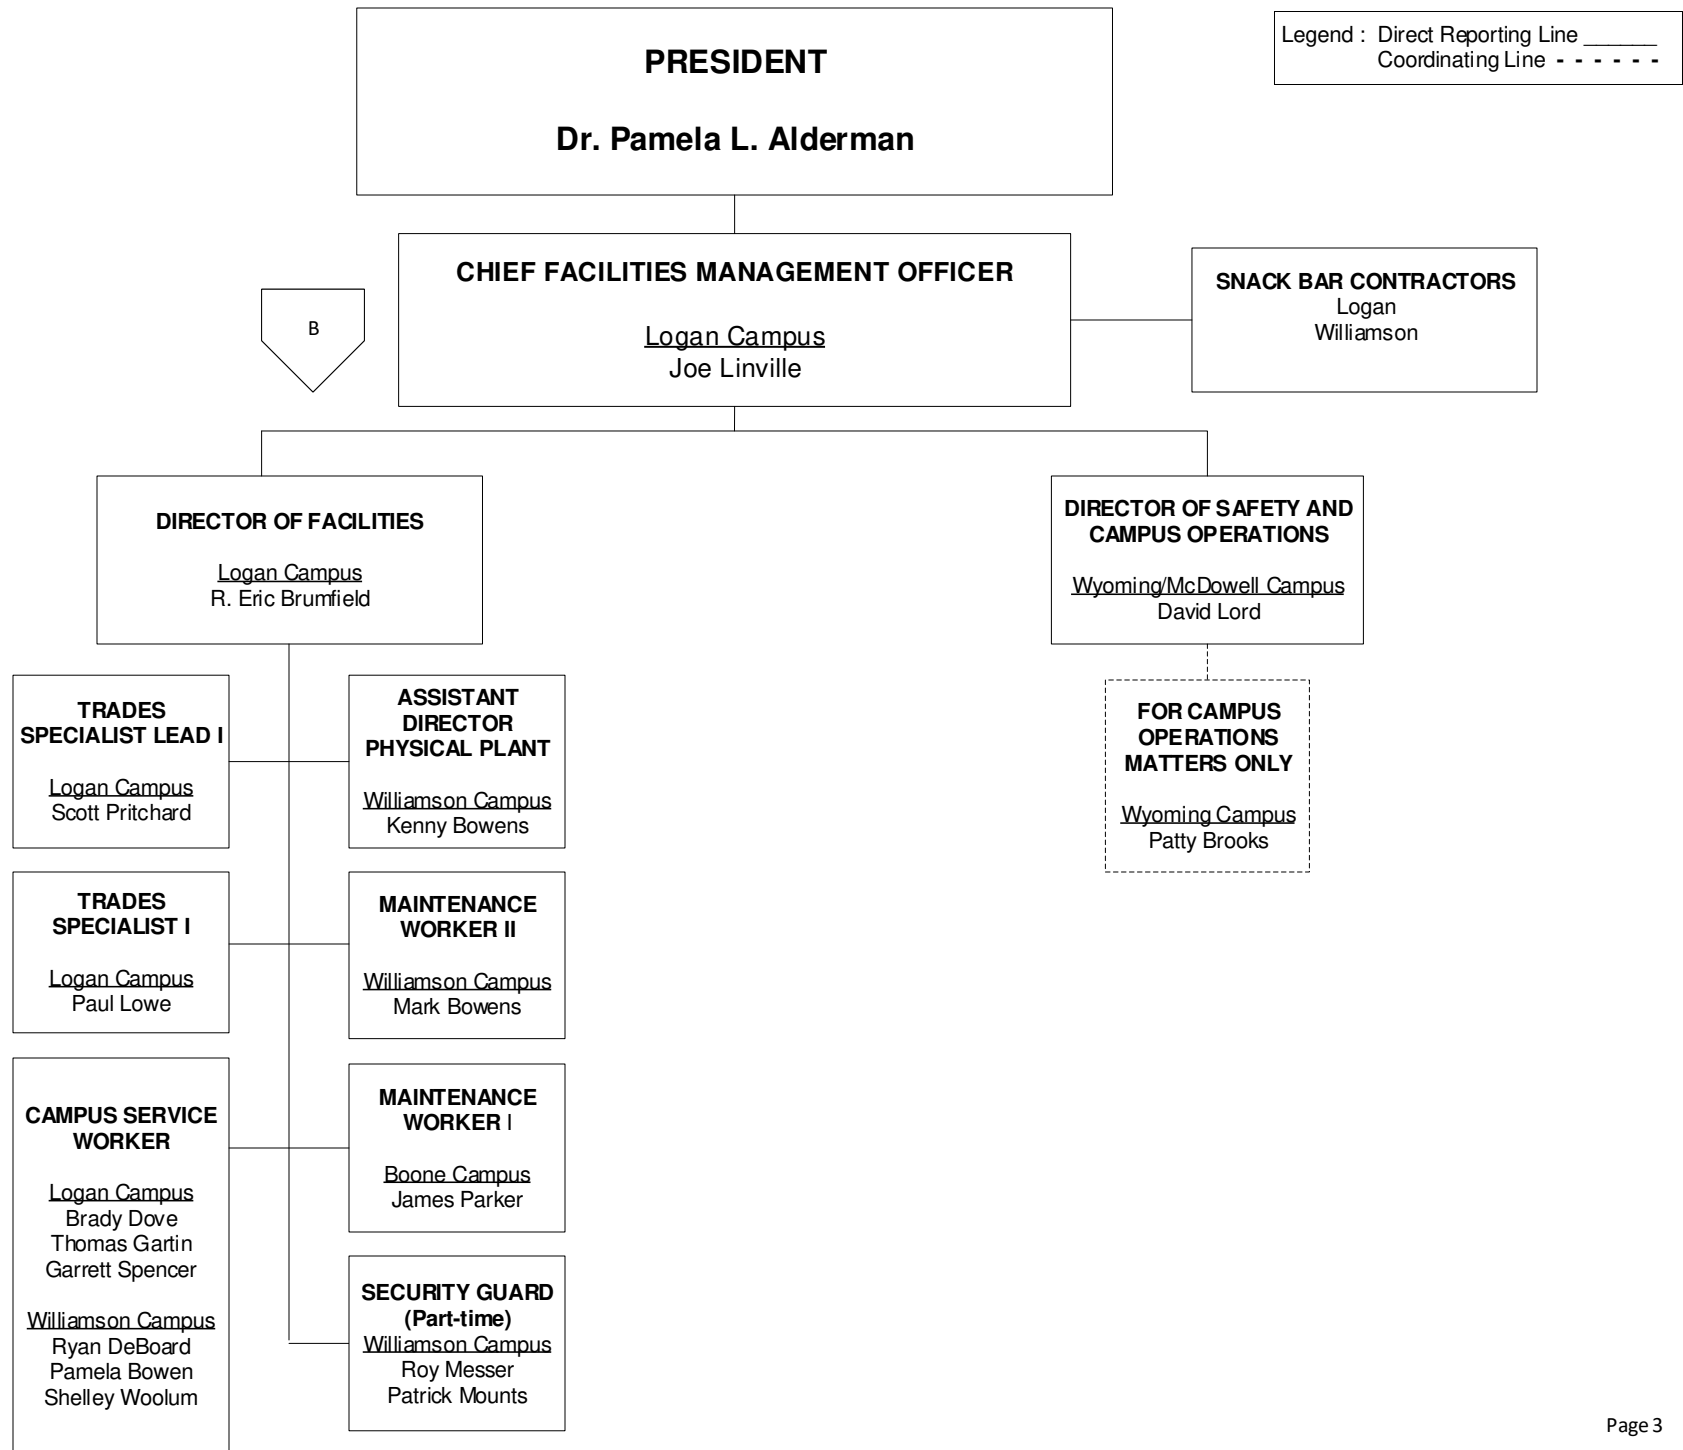 PRESIDENT
Dr. Pamela L. Alderman
Legend : Direct Reporting Line ______
Coordinating Line - - - - - -
B
CHIEF FACILITIES MANAGEMENT OFFICER
Logan Campus
Joe Linville
SNACK BAR CONTRACTORS
Logan
Williamson
DIRECTOR OF FACILITIES
Logan Campus
R. Eric Brumfield
DIRECTOR OF SAFETY AND
CAMPUS OPERATIONS
Wyoming/McDowell Campus
David Lord
FOR CAMPUS
OPERATIONS
MATTERS ONLY
Wyoming Campus
Patty Brooks
TRADES
SPECIALIST LEAD I
Logan Campus
Scott Pritchard
ASSISTANT
DIRECTOR
PHYSICAL PLANT
Williamson Campus
Kenny Bowens
TRADES
SPECIALIST I
Logan Campus
Paul Lowe
MAINTENANCE
WORKER II
Williamson Campus
Mark Bowens
CAMPUS SERVICE
WORKER
Logan Campus
Brady Dove
Thomas Gartin
Garrett Spencer
Williamson Campus
Ryan DeBoard
Pamela Bowen
Shelley Woolum
MAINTENANCE
WORKER I
Boone Campus
James Parker
SECURITY GUARD
(Part-time)
Williamson Campus
Roy Messer
Patrick Mounts
Page 3